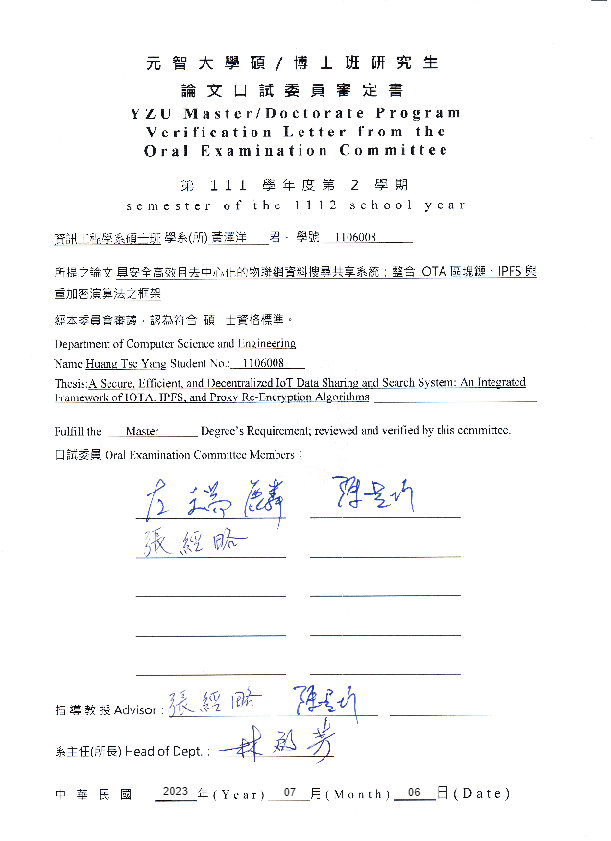 元智大學碩/博士班研究生
論文口試委員審定書
YZU Master/Doctorate Program
Verification Letter from the
Oral Examination Committee
第 111 學年度第 2 學期
semester of the 1112 school year
資訊工程學系碩士班 學系(所) 黃澤洋 君, 學號 1106008
所提之論文 具安全高效且去中心化的物聯網資料搜尋共享系統：整合 IOTA 區塊鏈、IPFS 與
重加密演算法之框架
經本委員會審議，認為符合 碩 士資格標準。
Department of Computer Science and Engineering
Name Huang Tse Yang Student No.: 1106008
Thesis:A Secure, Efficient, and Decentralized IoT Data Sharing and Search System: An Integrated
Framework of IOTA, IPFS, and Proxy Re-Encryption Algorithms
Fulfill the Master Degree's Requirement; reviewed and verified by this committee.
口試委員 Oral Examination Committee Members：
張經略
指導教授 Advisor： 張經略
系主任(所長) Head of Dept.： 林啟芳
中華民國 2023 年(Year) 07 月(Month) 06 日(Date)